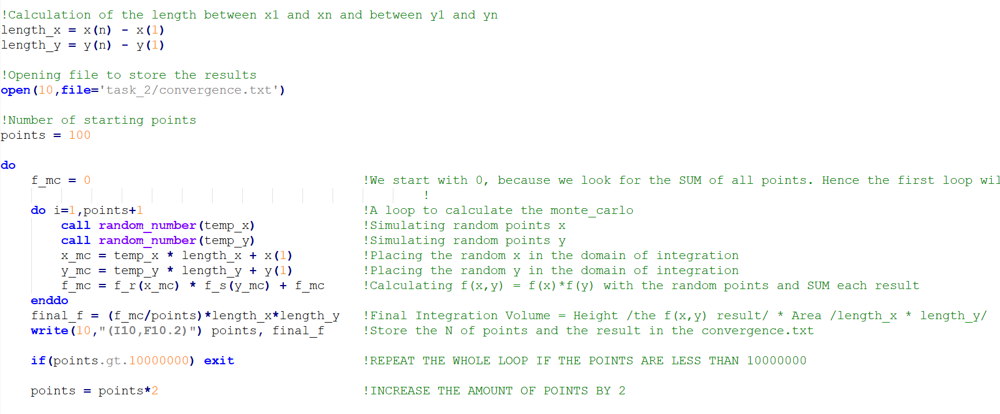 !Calculation of the length between x1 and xn and between y1 and yn
length_x = x(n) - x(1)
length_y = y(n) - y(1)
!Opening file to store the results
open(10,file='task_2/convergence.txt')
!Number of starting points
points = 100
do
    f_mc = 0    !We start with 0, because we look for the SUM of all points. Hence the first loop wil
    !
    do i=1,points+1    !A loop to calculate the monte_carlo
        call random_number(temp_x)    !Simulating random points x
        call random_number(temp_y)    !Simulating random points y
        x_mc = temp_x * length_x + x(1)    !Placing the random x in the domain of integration
        y_mc = temp_y * length_y + y(1)    !Placing the random y in the domain of integration
        f_mc = f_r(x_mc) * f_s(y_mc) + f_mc    !Calculating f(x,y) = f(x)*f(y) with the random points and SUM each result
    enddo
    final_f = (f_mc/points)*length_x*length_y    !Final Integration Volume = Height /the f(x,y) result/ * Area /length_x * length_y/
    write(10,"(I10,F10.2)") points, final_f    !Store the N of points and the result in the convergence.txt
    if(points.gt.10000000) exit    !REPEAT THE WHOLE LOOP IF THE POINTS ARE LESS THAN 10000000
    points = points*2    !INCREASE THE AMOUNT OF POINTS BY 2